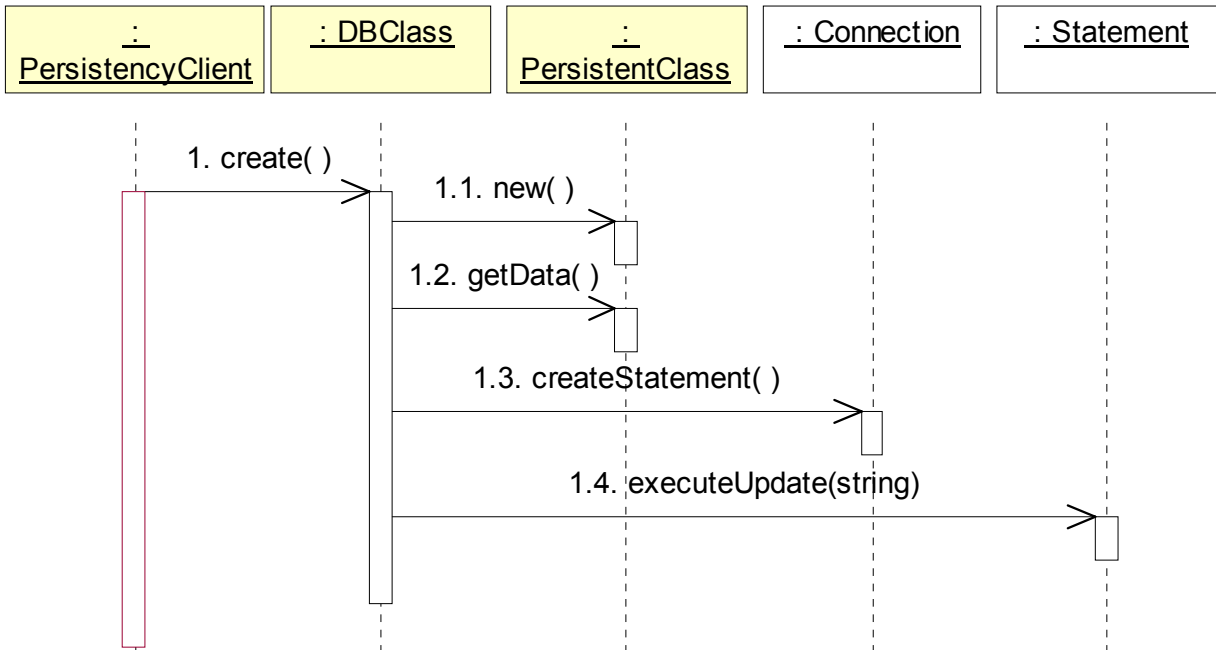 :
PersistencyClient
: DBClass
:
PersistentClass
: Connection
: Statement
1. create( )
1.1. new( )
1.2. getData( )
1.3. createStatement( )
1.4. executeUpdate(string)